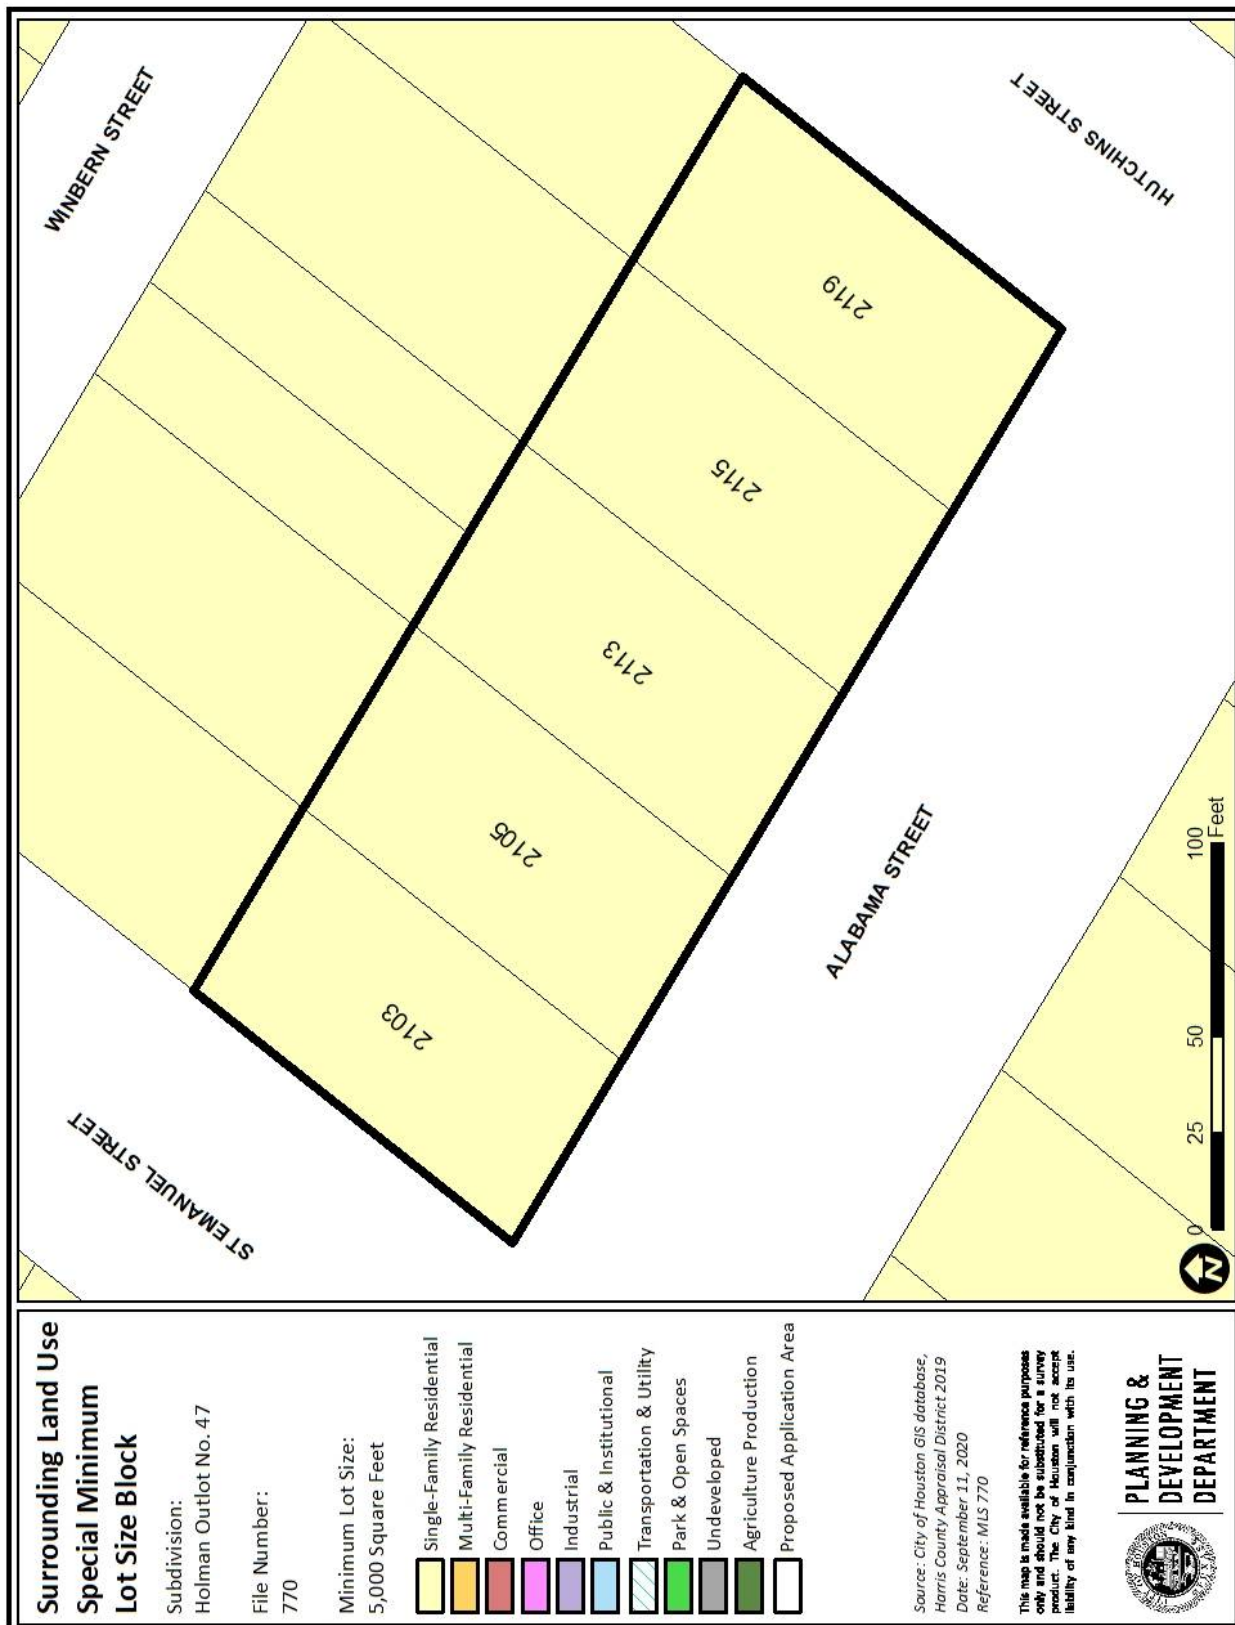 Surrounding Land Use
Special Minimum
Lot Size Block
Subdivision:
Holman Outlot No. 47
File Number:
770
Minimum Lot Size:
5,000 Square Feet
Single-Family Residential
Multi-Family Residential
Commercial
Office
Industrial
Public & Institutional
Transportation & Utility
Park & Open Spaces
Undeveloped
Agriculture Production
Proposed Application Area
Source: City of Houston GIS database,
Harris County Appraisal District 2019
Date: September 11, 2020
Reference: MLS 770
This map is made available for reference purposes
only and should not be substituted for a survey
product. The City of Houston will not accept
liability of any kind in conjunction with its use.
PLANNING &
DEVELOPMENT
DEPARTMENT
ST EMANUEL STREET
WINBERN STREET
2103
2105
2113
2115
2119
ALABAMA STREET
HUTCHINS STREET
N
0 25 50 100
Feet